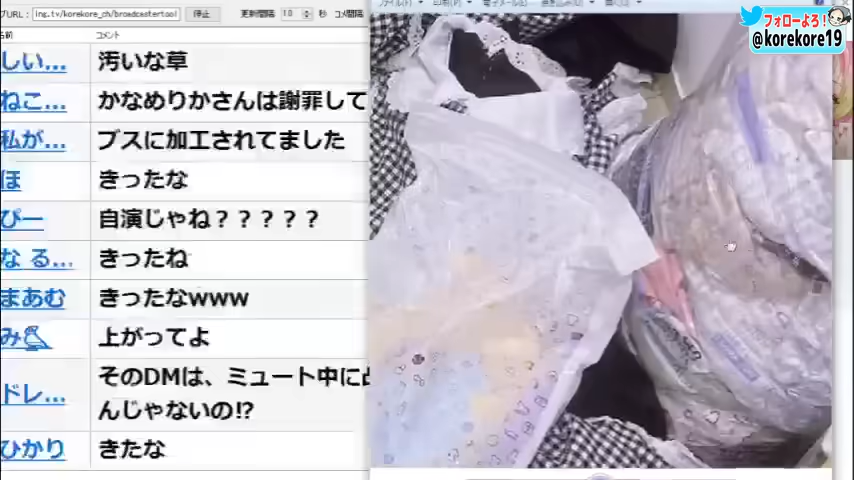 URL: ing.tv/korekore_ch/broadcastertool 停止 更新間隔 10 秒 コメ間隔
コメント
しい... 汚いな草
ねこ... かなめりかさんは謝罪して
私が... ブスに加工されてました
ほ きったな
ぴー 自演じゃね?????
な る... きったね
まあむ きったなwww
み 上がってよ
ドレ... そのDMは、ミュート中に
んじゃないの!?
ひかり きたな
フォローよろ!
@korekore19